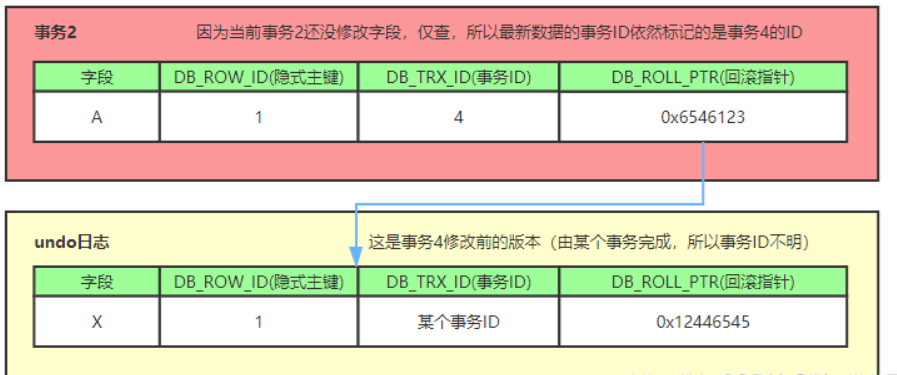 事务2 因为当前事务2还没修改字段，仅查，所以最新数据的事务ID依然标记的是事务4的ID
字段 DB_ROW_ID(隐式主键) DB_TRX_ID(事务ID) DB_ROLL_PTR(回滚指针)
A 1 4 0x6546123
undo日志 这是事务4修改前的版本（由某个事务完成，所以事务ID不明）
字段 DB_ROW_ID(隐式主键) DB_TRX_ID(事务ID) DB_ROLL_PTR(回滚指针)
X 1 某个事务ID 0x12446545